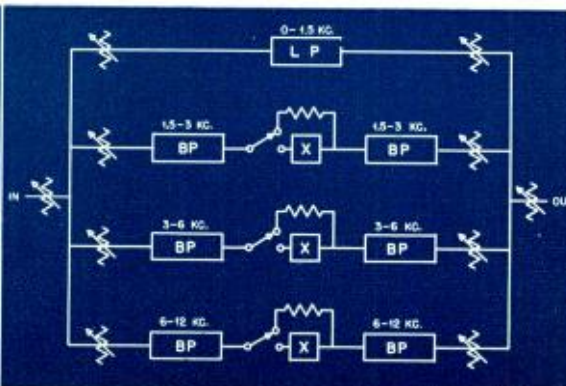 0-1.5 KC.
L P
1.5-3 KC. 1.5-3 KC.
BP X BP
IN OU
3-6 KC. 3-6 KC.
BP X BP
6-12 KC. 6-12 KC.
BP X BP